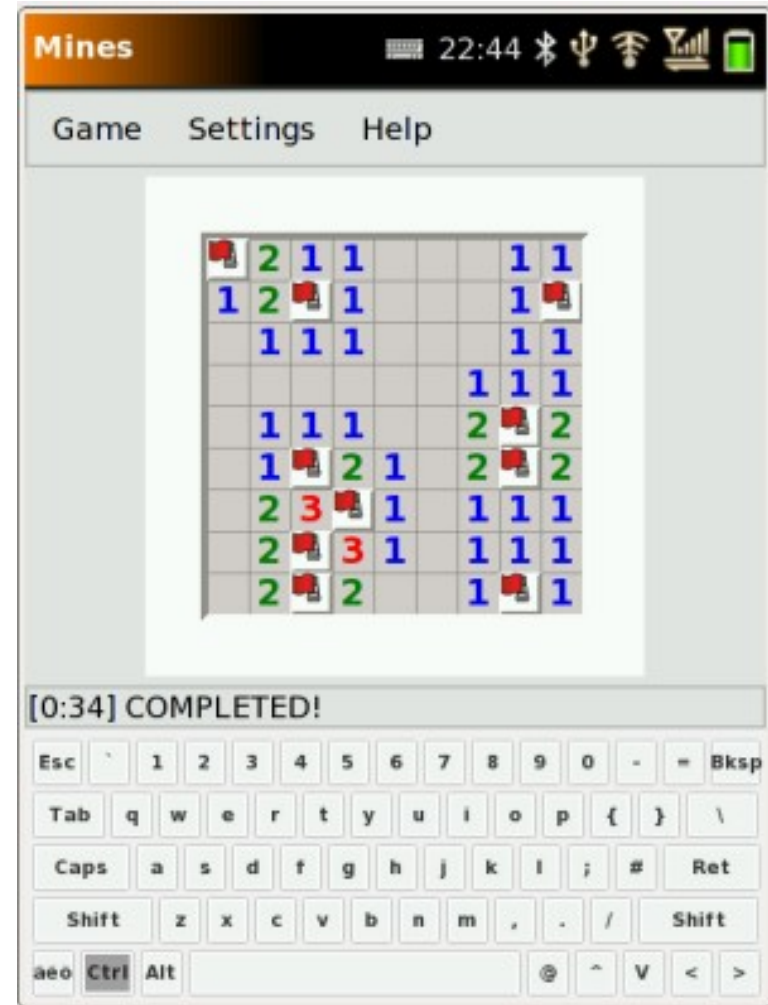 Mines 22:44
Game Settings Help
2 1 1 1 1
1 2 1 1
1 1 1 1 1
1 1 1
1 1 1 2 2
1 2 1 2 2
2 3 1 1 1 1
2 3 1 1 1 1
2 2 1 1
[0:34] COMPLETED!
Esc ` 1 2 3 4 5 6 7 8 9 0 - = Bksp
Tab q w e r t y u i o p { } \
Caps a s d f g h j k l ; # Ret
Shift z x c v b n m , . / Shift
aeo Ctrl Alt @ ^ V < >